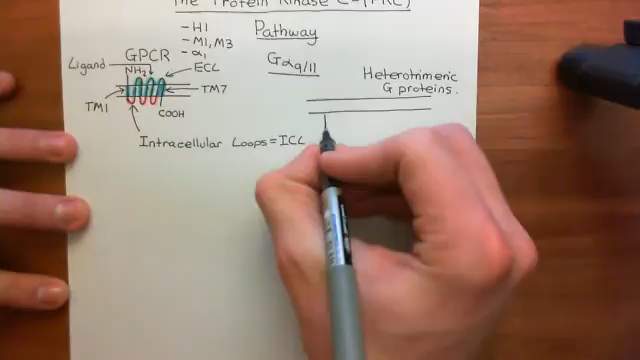 The Protein Kinase C (PKC)
Pathway
- H1
- M1, M3
- α1
GPCR
Ligand
NH2
ECL
TM7
TM1
COOH
Intracellular Loops = ICL
Gαq/11
Heterotrimeric
G proteins.